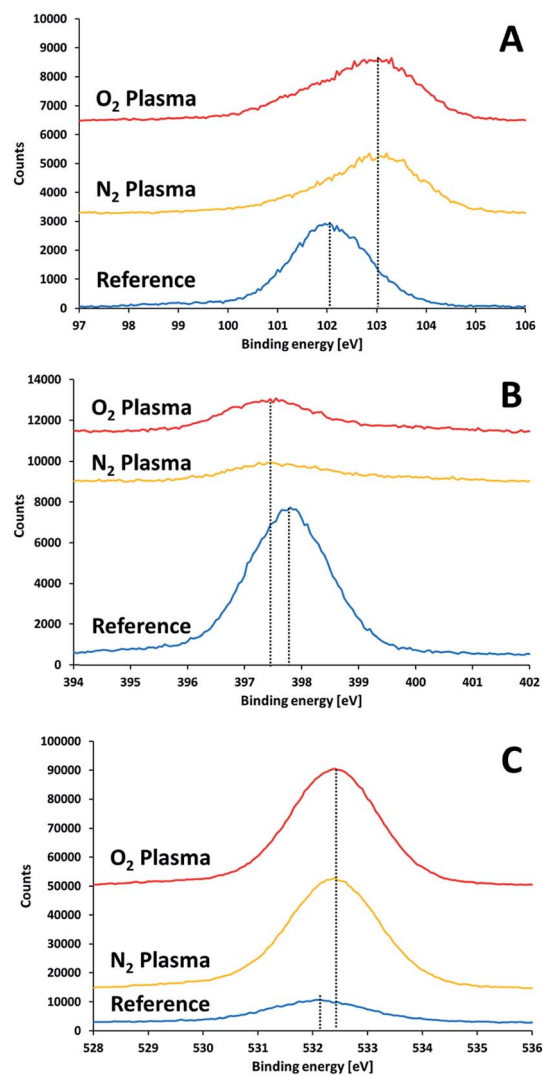 A
10000
9000
8000
7000
6000
5000
4000
3000
2000
1000
0
Counts
O₂ Plasma
N₂ Plasma
Reference
97 98 99 100 101 102 103 104 105 106
Binding energy [eV]
B
14000
12000
10000
8000
6000
4000
2000
0
Counts
O₂ Plasma
N₂ Plasma
Reference
394 395 396 397 398 399 400 401 402
Binding energy [eV]
C
100000
90000
80000
70000
60000
50000
40000
30000
20000
10000
0
Counts
O₂ Plasma
N₂ Plasma
Reference
528 529 530 531 532 533 534 535 536
Binding energy [eV]